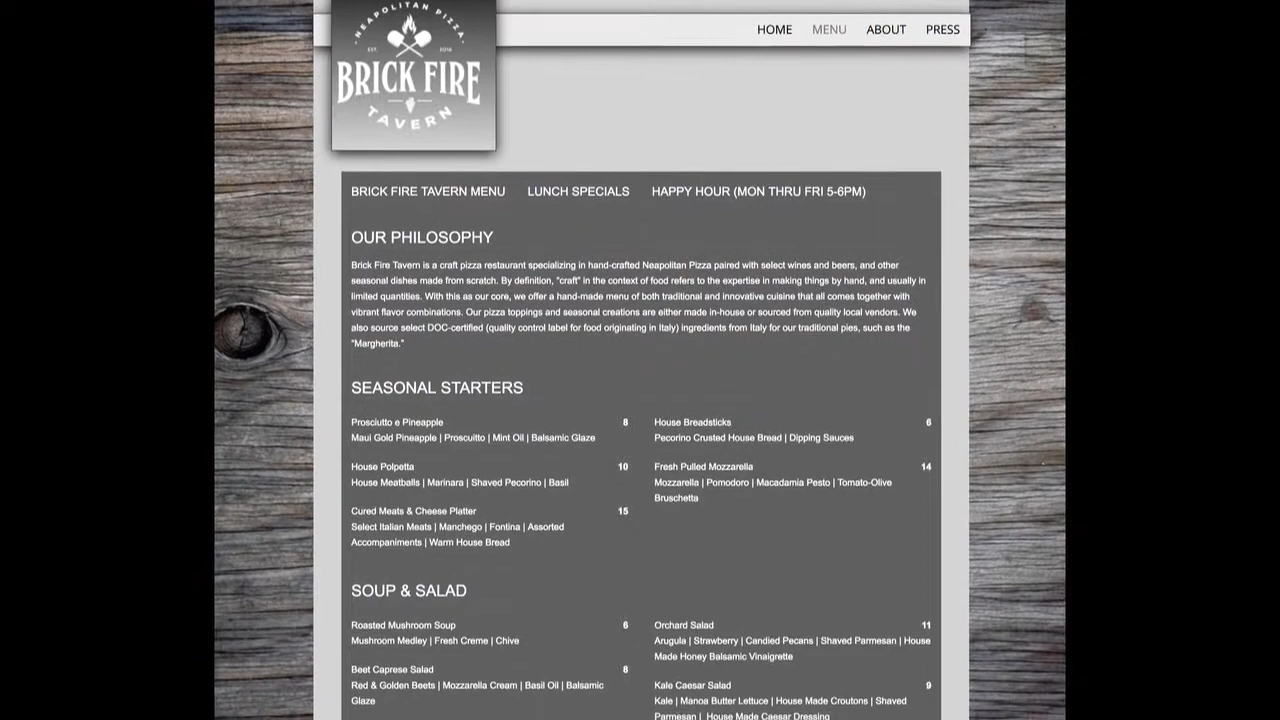 NEAPOLITAN PIZZA
EST. 2016
BRICK FIRE
TAVERN
HOME MENU ABOUT PRESS
BRICK FIRE TAVERN MENU LUNCH SPECIALS HAPPY HOUR (MON THRU FRI 5-6PM)
OUR PHILOSOPHY
Brick Fire Tavern is a craft pizza restaurant specializing in hand-crafted Neapolitan Pizza paired with select wines and beers, and other
seasonal dishes made from scratch. By definition, "craft" in the context of food refers to the expertise in making things by hand, and usually in
limited quantities. With this as our core, we offer a hand-made menu of both traditional and innovative cuisine that all comes together with
vibrant flavor combinations. Our pizza toppings and seasonal creations are either made in-house or sourced from quality local vendors. We
also source select DOC-certified (quality control label for food originating in Italy) ingredients from Italy for our traditional pies, such as the
"Margherita."
SEASONAL STARTERS
Prosciutto e Pineapple 8
Maui Gold Pineapple | Proscuitto | Mint Oil | Balsamic Glaze
House Polpetta 10
House Meatballs | Marinara | Shaved Pecorino | Basil
Cured Meats & Cheese Platter 15
Select Italian Meats | Manchego | Fontina | Assorted
Accompaniments | Warm House Bread
House Breadsticks 6
Pecorino Crusted House Bread | Dipping Sauces
Fresh Pulled Mozzarella 14
Mozzarella | Pomodoro | Macadamia Pesto | Tomato-Olive
Bruschetta
SOUP & SALAD
Roasted Mushroom Soup 6
Mushroom Medley | Fresh Creme | Chive
Beet Caprese Salad 8
Red & Golden Beets | Mozzarella Cream | Basil Oil | Balsamic
Glaze
Orchard Salad 11
Arugula | Strawberry | Candied Pecans | Shaved Parmesan | House
Made Honey Balsamic Vinaigrette
Kale Caesar Salad 9
Kale | Manoa Butter Lettuce | House Made Croutons | Shaved
Parmesan | House Made Caesar Dressing